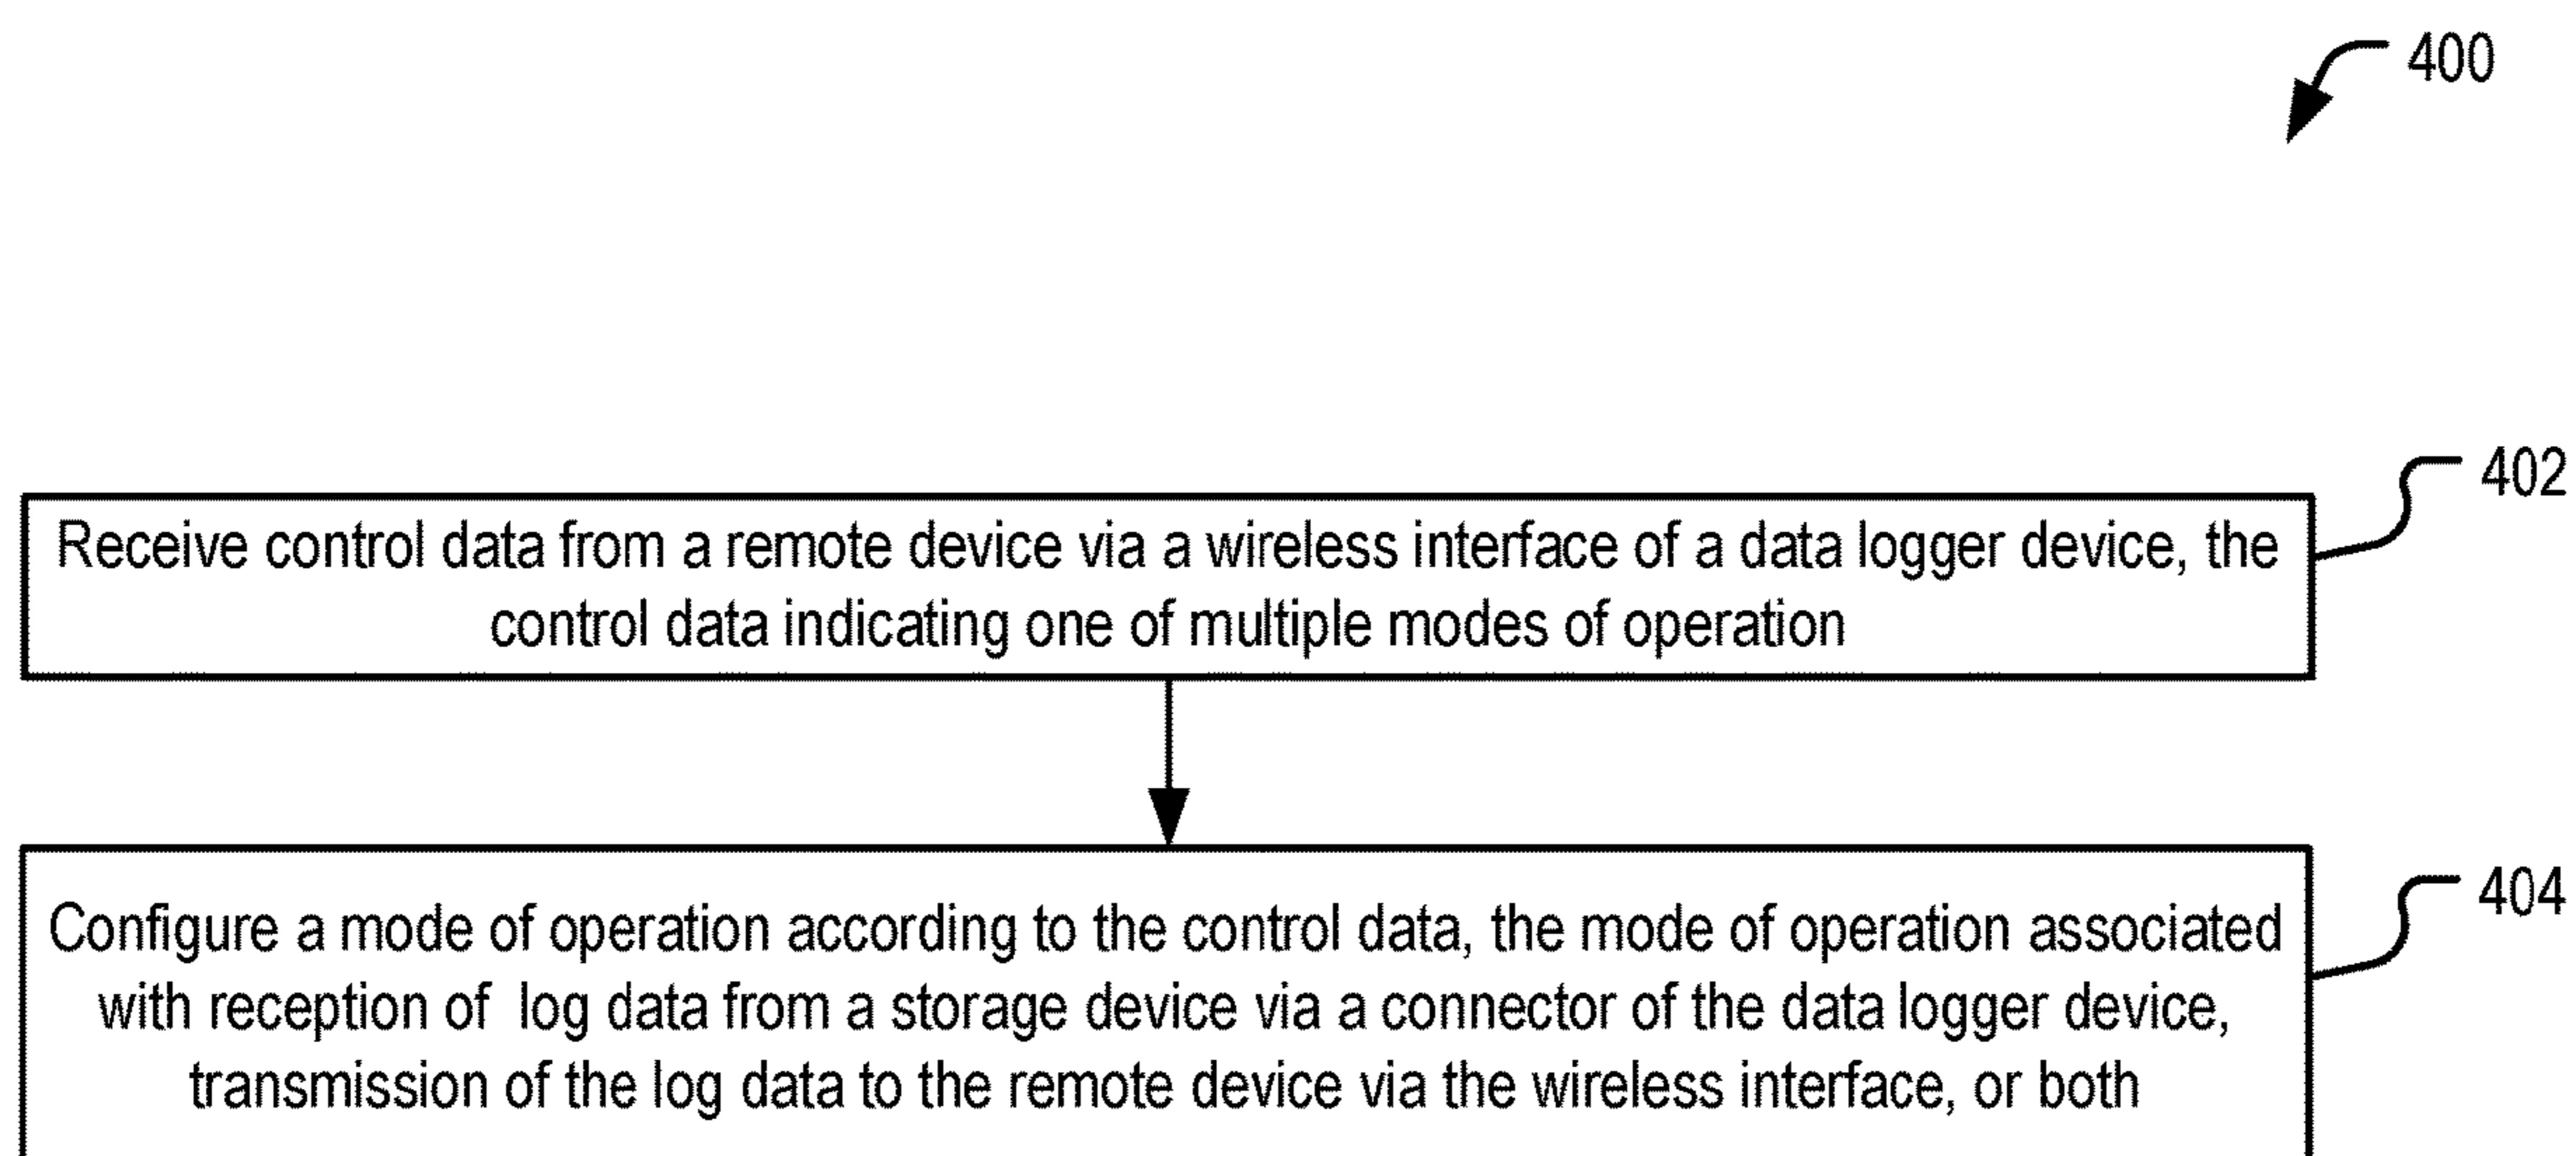 400
402
Receive control data from a remote device via a wireless interface of a data logger device, the
control data indicating one of multiple modes of operation
404
Configure a mode of operation according to the control data, the mode of operation associated
with reception of log data from a storage device via a connector of the data logger device,
transmission of the log data to the remote device via the wireless interface, or both